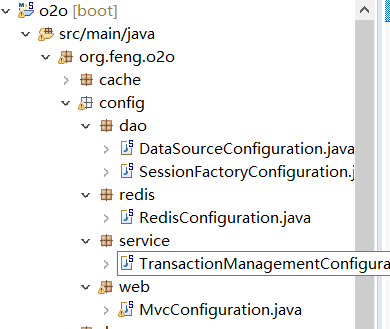 o2o [boot]
src/main/java
org.feng.o2o
cache
config
dao
DataSourceConfiguration.java
SessionFactoryConfiguration.j
redis
RedisConfiguration.java
service
TransactionManagementConfigura
web
MvcConfiguration.java